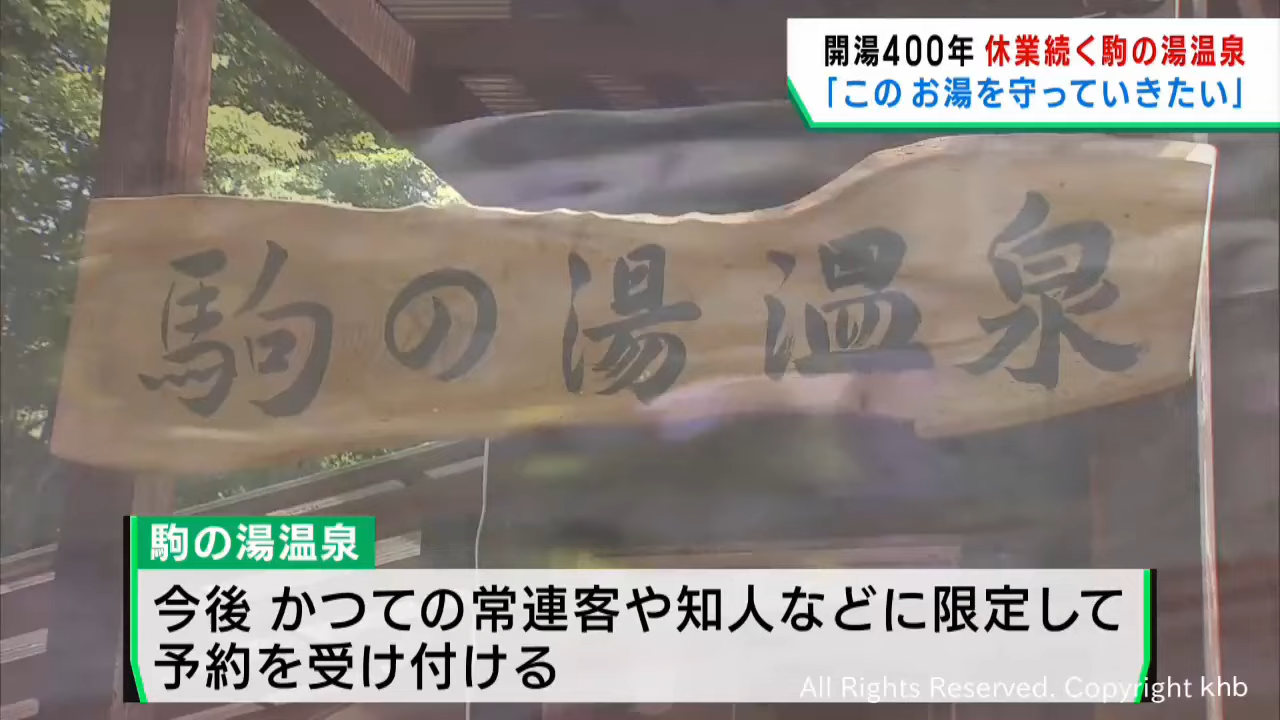 開湯400年 休業続く駒の湯温泉
「この お湯を守っていきたい」
駒の湯温泉
駒の湯温泉
今後 かつての常連客や知人などに限定して
予約を受け付ける
All Rights Reserved. Copyright khb